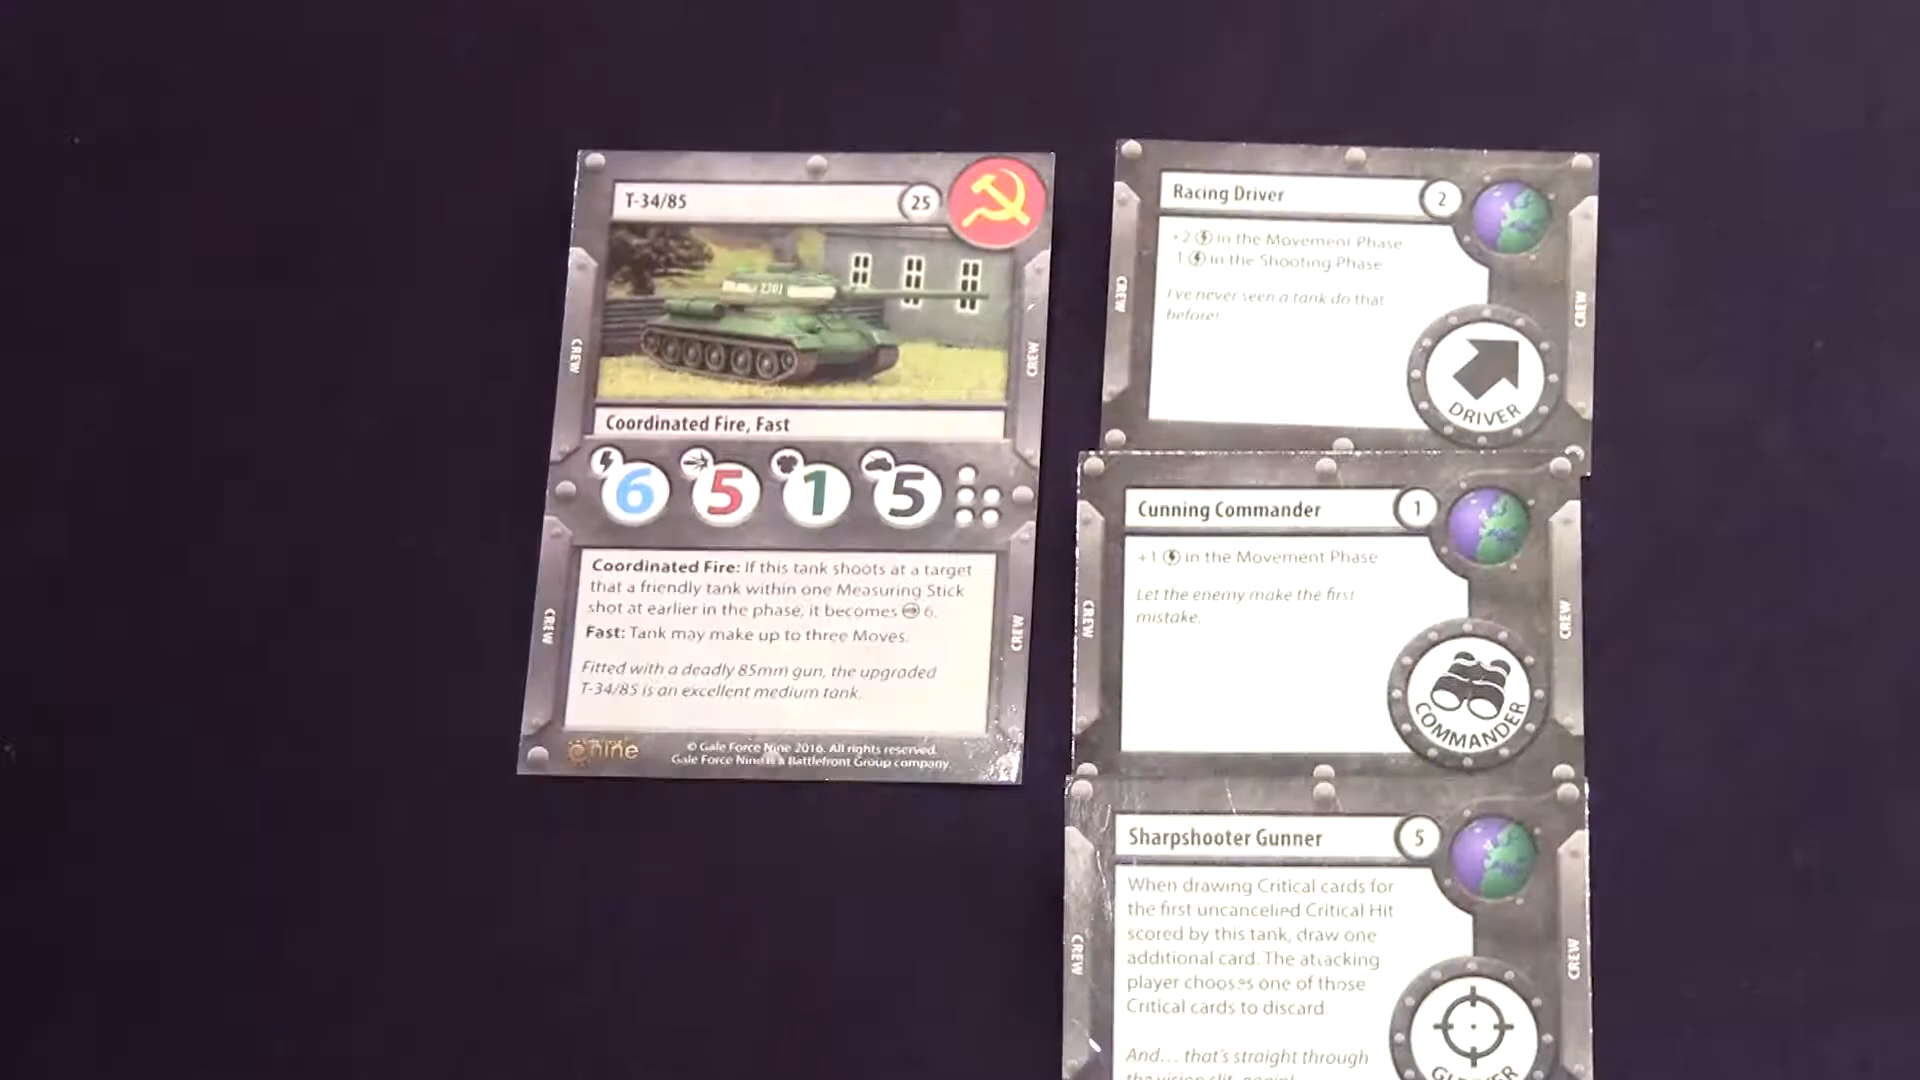 T-34/85
25
2301
Coordinated Fire, Fast
6 5 1 5
Coordinated Fire: If this tank shoots at a target
that a friendly tank within one Measuring Stick
shot at earlier in the phase, it becomes 6.
Fast: Tank may make up to three Moves.
Fitted with a deadly 85mm gun, the upgraded
T-34/85 is an excellent medium tank.
nine
© Gale Force Nine 2016. All rights reserved.
Gale Force Nine is a Battlefront Group company.
CREW
CREW
CREW
CREW
Racing Driver
2
+2 in the Movement Phase
1 in the Shooting Phase
I've never seen a tank do that
before!
DRIVER
CREW
CREW
Cunning Commander
1
+1 in the Movement Phase
Let the enemy make the first
mistake.
COMMANDER
CREW
CREW
Sharpshooter Gunner
5
When drawing Critical cards for
the first uncancelled Critical Hit
scored by this tank, draw one
additional card. The attacking
player chooses one of those
Critical cards to discard.
And... that's straight through
CREW
CREW